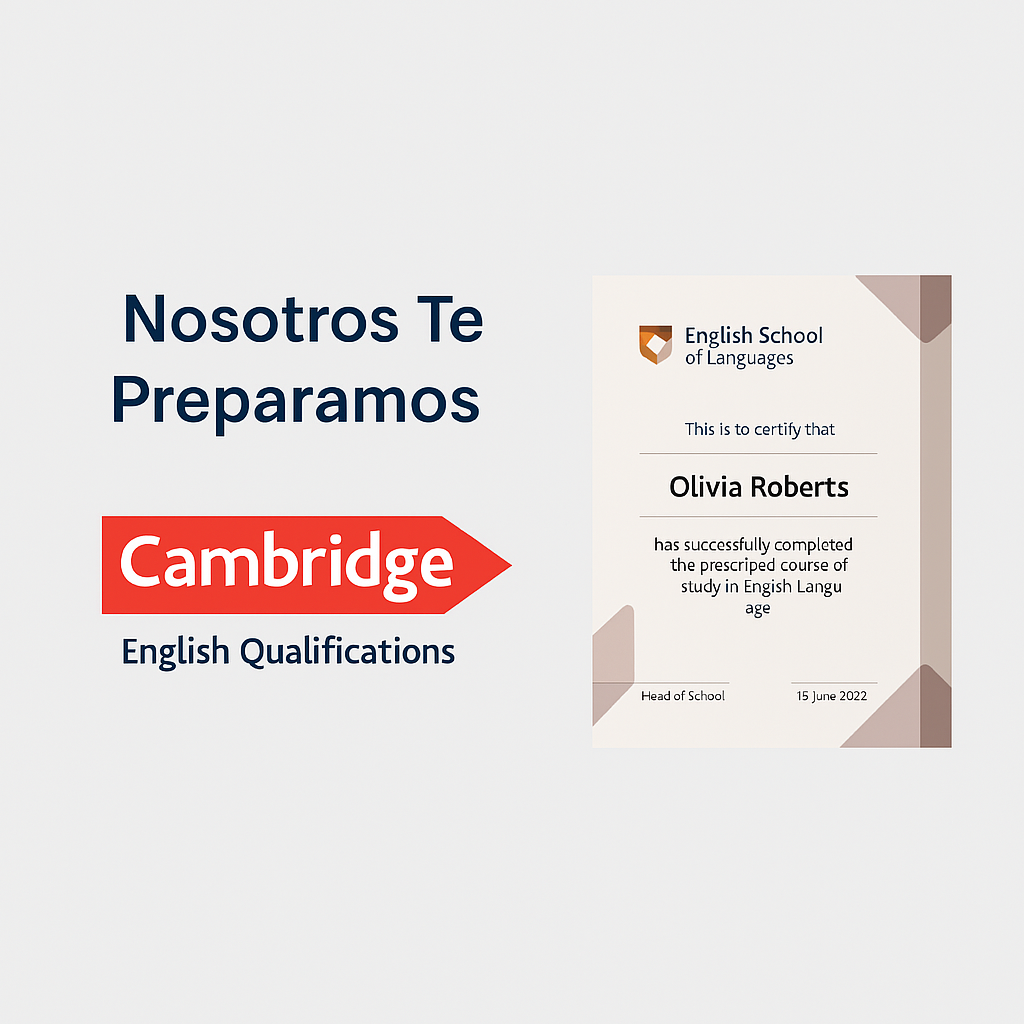 Nosotros Te
Preparamos
Cambridge
English Qualifications
English School
of Languages
This is to certify that
Olivia Roberts
has successfully completed
the prescriped course of
study in Engish Langu
age
Head of School
15 June 2022